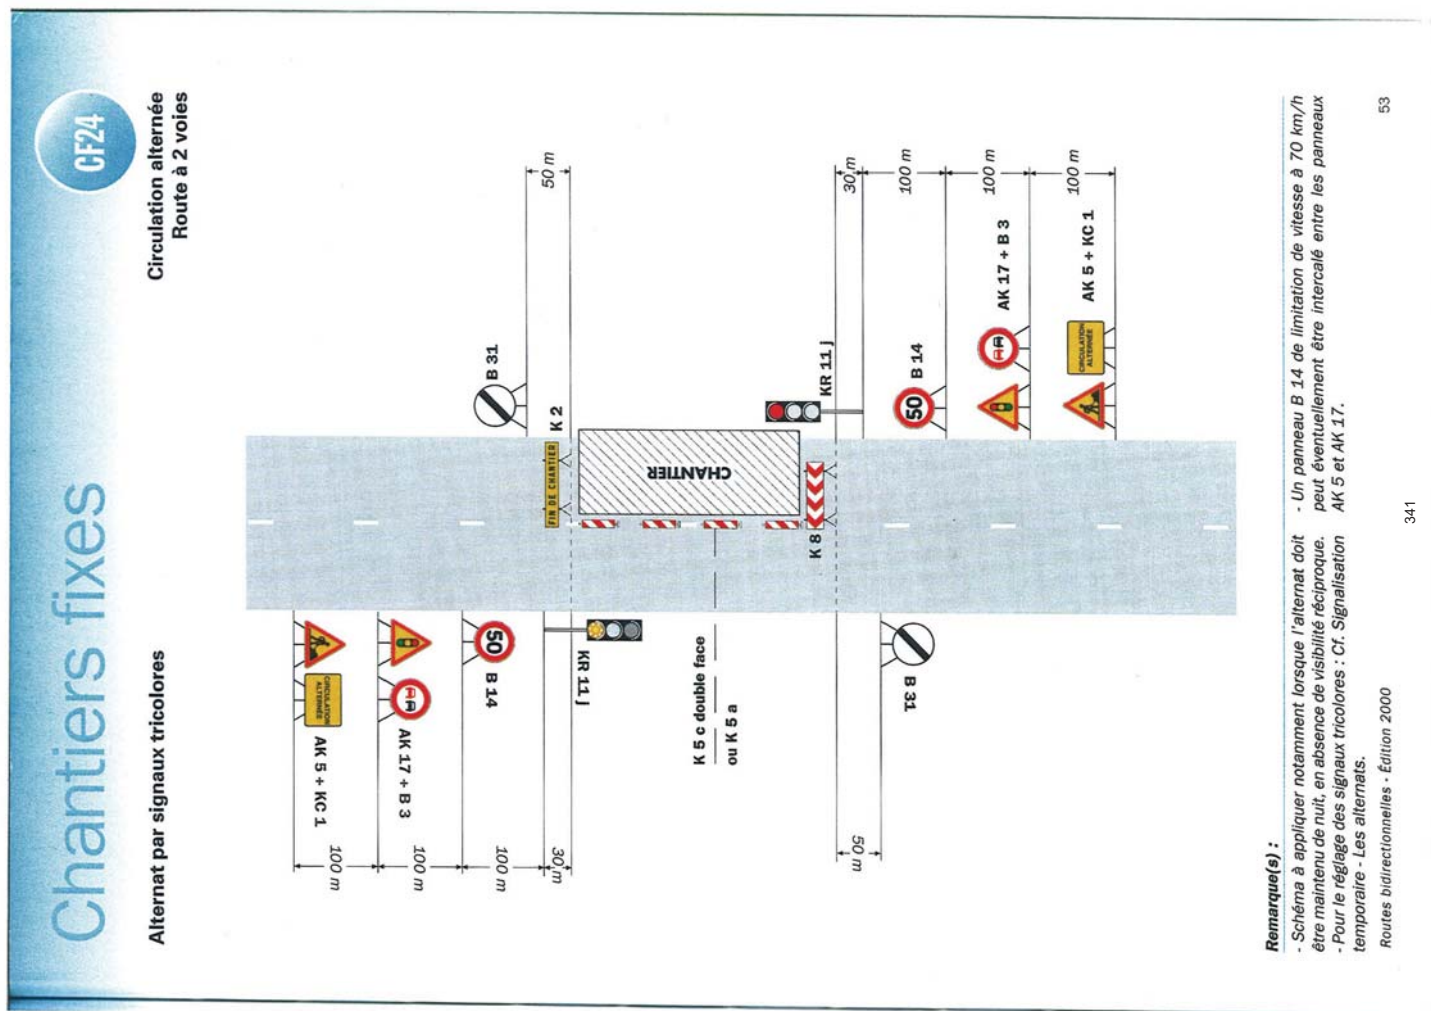 Chantiers fixes
CF24
Alternat par signaux tricolores
Circulation alternée
Route à 2 voies
100 m
100 m
100 m
30 m
AK 5 + KC 1
CIRCULATION
ALTERNÉE
AK 17 + B 3
50
B 14
KR 11 j
B 31
50 m
K 2
FIN DE CHANTIER
CHANTIER
K 5 c double face
ou K 5 a
K 8
KR 11 j
30 m
50
B 14
100 m
AK 17 + B 3
100 m
CIRCULATION
ALTERNÉE
AK 5 + KC 1
100 m
50 m
B 31
Remarque(s) :
- Schéma à appliquer notamment lorsque l'alternat doit
être maintenu de nuit, en absence de visibilité réciproque.
- Pour le réglage des signaux tricolores : Cf. Signalisation
temporaire - Les alternats.
- Un panneau B 14 de limitation de vitesse à 70 km/h
peut éventuellement être intercalé entre les panneaux
AK 5 et AK 17.
Routes bidirectionnelles - Édition 2000
53
341